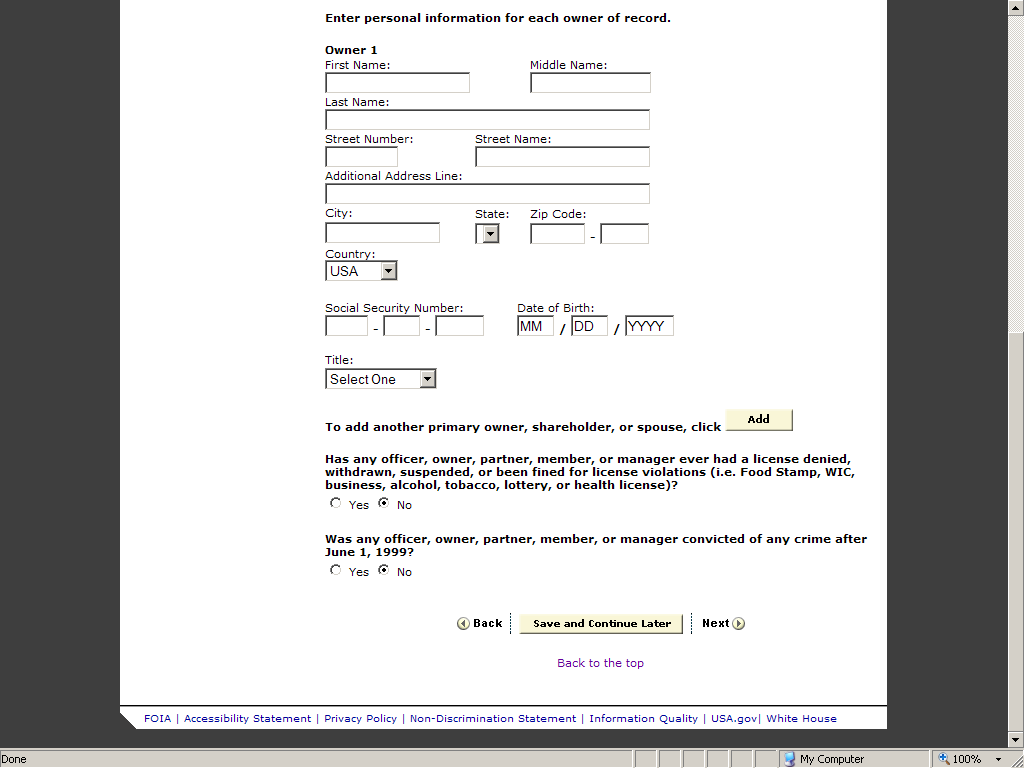 Enter personal information for each owner of record.
Owner 1
First Name: Middle Name:
Last Name:
Street Number: Street Name:
Additional Address Line:
City: State: Zip Code:
-
Country:
USA
Social Security Number: Date of Birth:
- - MM / DD / YYYY
Title:
Select One
To add another primary owner, shareholder, or spouse, click Add
Has any officer, owner, partner, member, or manager ever had a license denied,
withdrawn, suspended, or been fined for license violations (i.e. Food Stamp, WIC,
business, alcohol, tobacco, lottery, or health license)?
Yes No
Was any officer, owner, partner, member, or manager convicted of any crime after
June 1, 1999?
Yes No
Back Save and Continue Later Next
Back to the top
FOIA | Accessibility Statement | Privacy Policy | Non-Discrimination Statement | Information Quality | USA.gov| White House
Done My Computer 100%